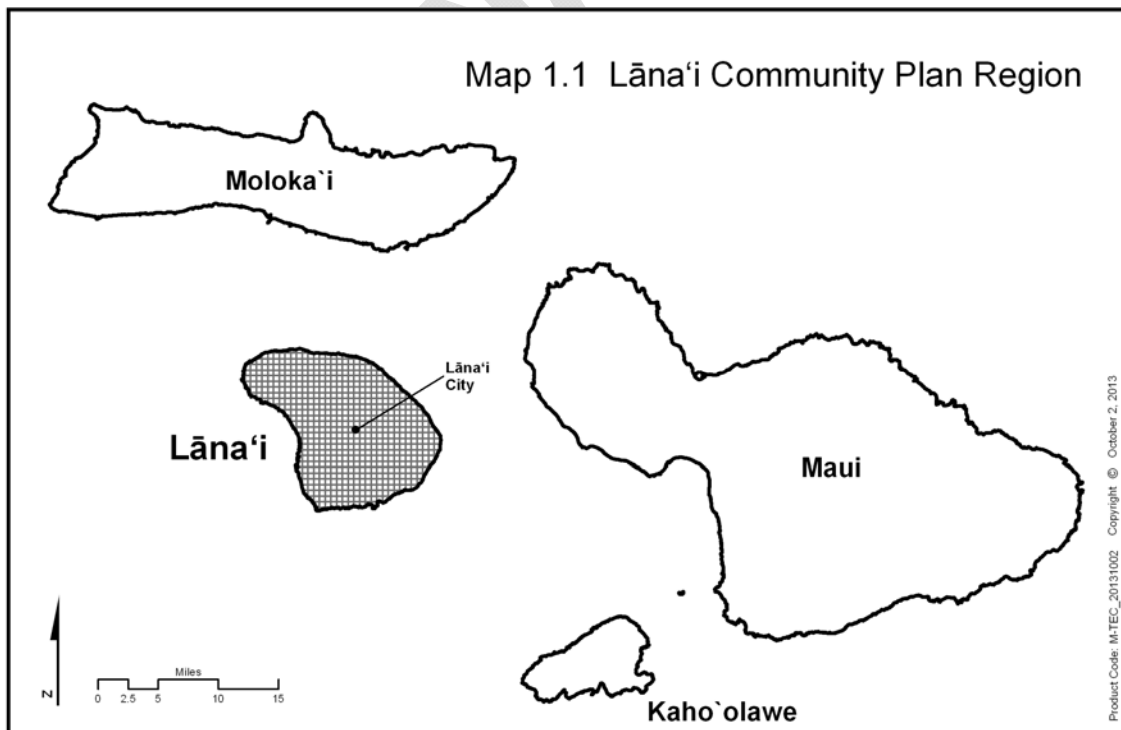 Map 1.1 Lāna‘i Community Plan Region
Moloka`i
Lāna‘i
City
Lāna‘i
Maui
Kaho`olawe
N
Miles
0 2.5 5 10 15
Product Code: M-TEC_20131002 Copyright © October 2, 2013